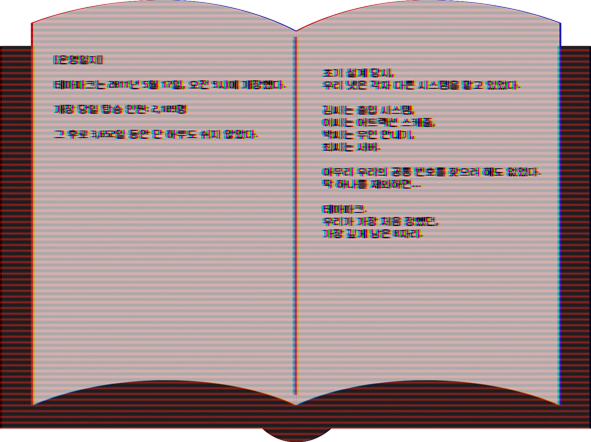 [운영일지]
테마파크는 2011년 5월 17일, 오전 9시에 개장했다.
개장 당일 탑승 인원: 2,189명
그 후로 3,652일 동안 단 하루도 쉬지 않았다.
초기 설계 당시,
우리 넷은 각자 다른 시스템을 맡고 있었다.
김씨는 출입 시스템,
이씨는 어트랙션 스케줄,
박씨는 무인 안내기,
최씨는 서버.
아무리 우리의 공통 번호를 찾으려 해도 없었다.
딱 하나를 제외하면...
테마파크.
우리가 가장 처음 정했던,
가장 깊게 남은 8자리.